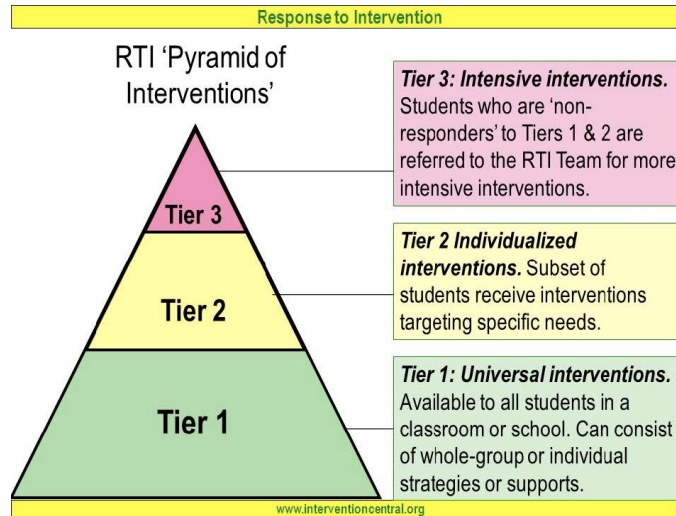 Response to Intervention
RTI ‘Pyramid of
Interventions’
Tier 3: Intensive interventions.
Students who are ‘non-
responders’ to Tiers 1 & 2 are
referred to the RTI Team for more
intensive interventions.
Tier 3
Tier 2 Individualized
interventions. Subset of
students receive interventions
targeting specific needs.
Tier 2
Tier 1: Universal interventions.
Available to all students in a
classroom or school. Can consist
of whole-group or individual
strategies or supports.
Tier 1
www.interventioncentral.org